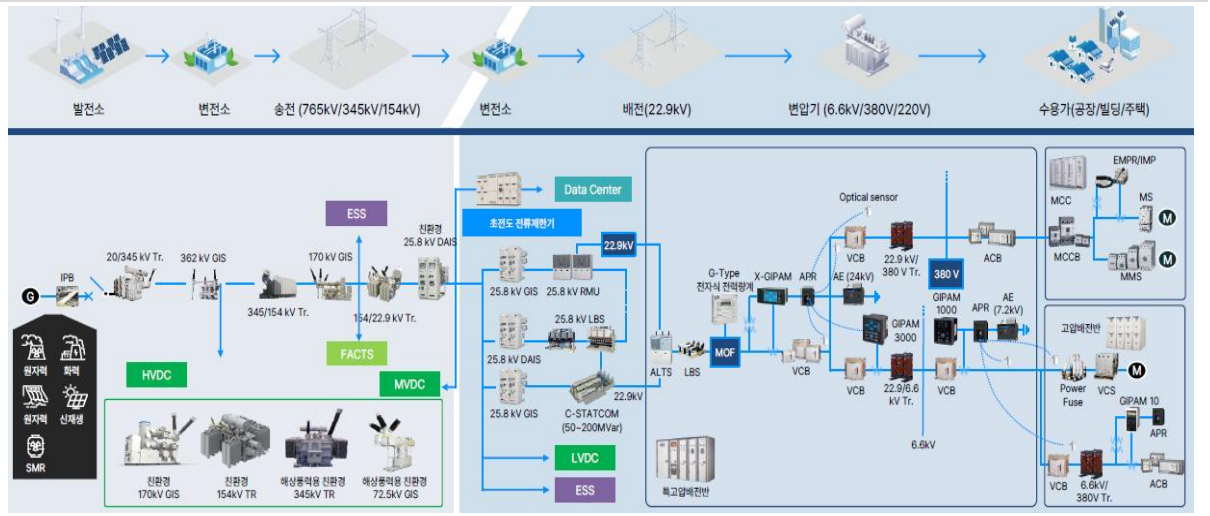 발전소
변전소
송전 (765kV/345kV/154kV)
변전소
배전(22.9kV)
변압기 (6.6kV/380V/220V)
수용가(공장/빌딩/주택)
G
IPB
20/345 kV Tr.
362 kV GIS
345/154 kV Tr.
170 kV GIS
ESS
FACTS
154/22.9 kV Tr.
친환경
25.8 kV DAIS
원자력
화력
원자력
신재생
SMR
HVDC
MVDC
친환경
170kV GIS
친환경
154kV TR
해상풍력용 친환경
345kV TR
해상풍력용 친환경
72.5kV GIS
Data Center
초전도 전류제한기
22.9kV
25.8 kV GIS
25.8 kV RMU
25.8 kV LBS
25.8 kV DAIS
25.8 kV GIS
22.9kV
C-STATCOM
(50~200MVar)
LVDC
ESS
ALTS
LBS
G-Type
전자식 전력량계
MOF
X-GIPAM
APR
AE (24kV)
VCB
Optical sensor
VCB
22.9 kV/
380 V Tr.
380 V
ACB
GIPAM
3000
GIPAM
1000
APR
AE
(7.2kV)
VCB
22.9/6.6
kV Tr.
VCB
6.6kV
특고압배전반
MCC
EMPR/IMP
MS
M
MCCB
MMS
M
고압배전반
Power
Fuse
VCS
M
GIPAM 10
APR
VCB
6.6kV/
380V Tr.
ACB